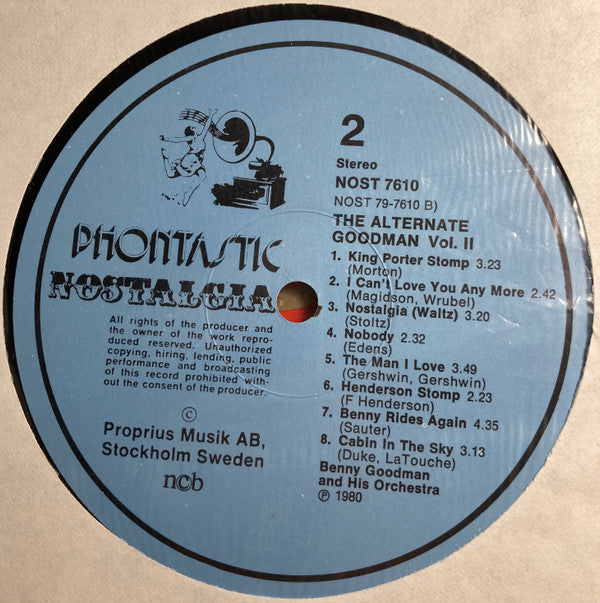 2
Stereo
NOST 7610
NOST 79-7610 B)
THE ALTERNATE
GOODMAN Vol. II
1. King Porter Stomp 3.23
(Morton)
2. I Can't Love You Any More 2.42
(Magidson, Wrubel)
3. Nostalgia (Waltz) 3.20
(Stoltz)
4. Nobody 2.32
(Edens)
5. The Man I Love 3.49
(Gershwin, Gershwin)
6. Henderson Stomp 2.23
(F Henderson)
7. Benny Rides Again 4.35
(Sauter)
8. Cabin In The Sky 3.13
(Duke, LaTouche)
Benny Goodman
and His Orchestra
℗ 1980
PHONTASTIC
NOSTALGIA
All rights of the producer and
the owner of the work repro-
duced reserved. Unauthorized
copying, hiring, lending, public
performance and broadcasting
of this record prohibited with-
out the consent of the producer.
©
Proprius Musik AB,
Stockholm Sweden
ncb